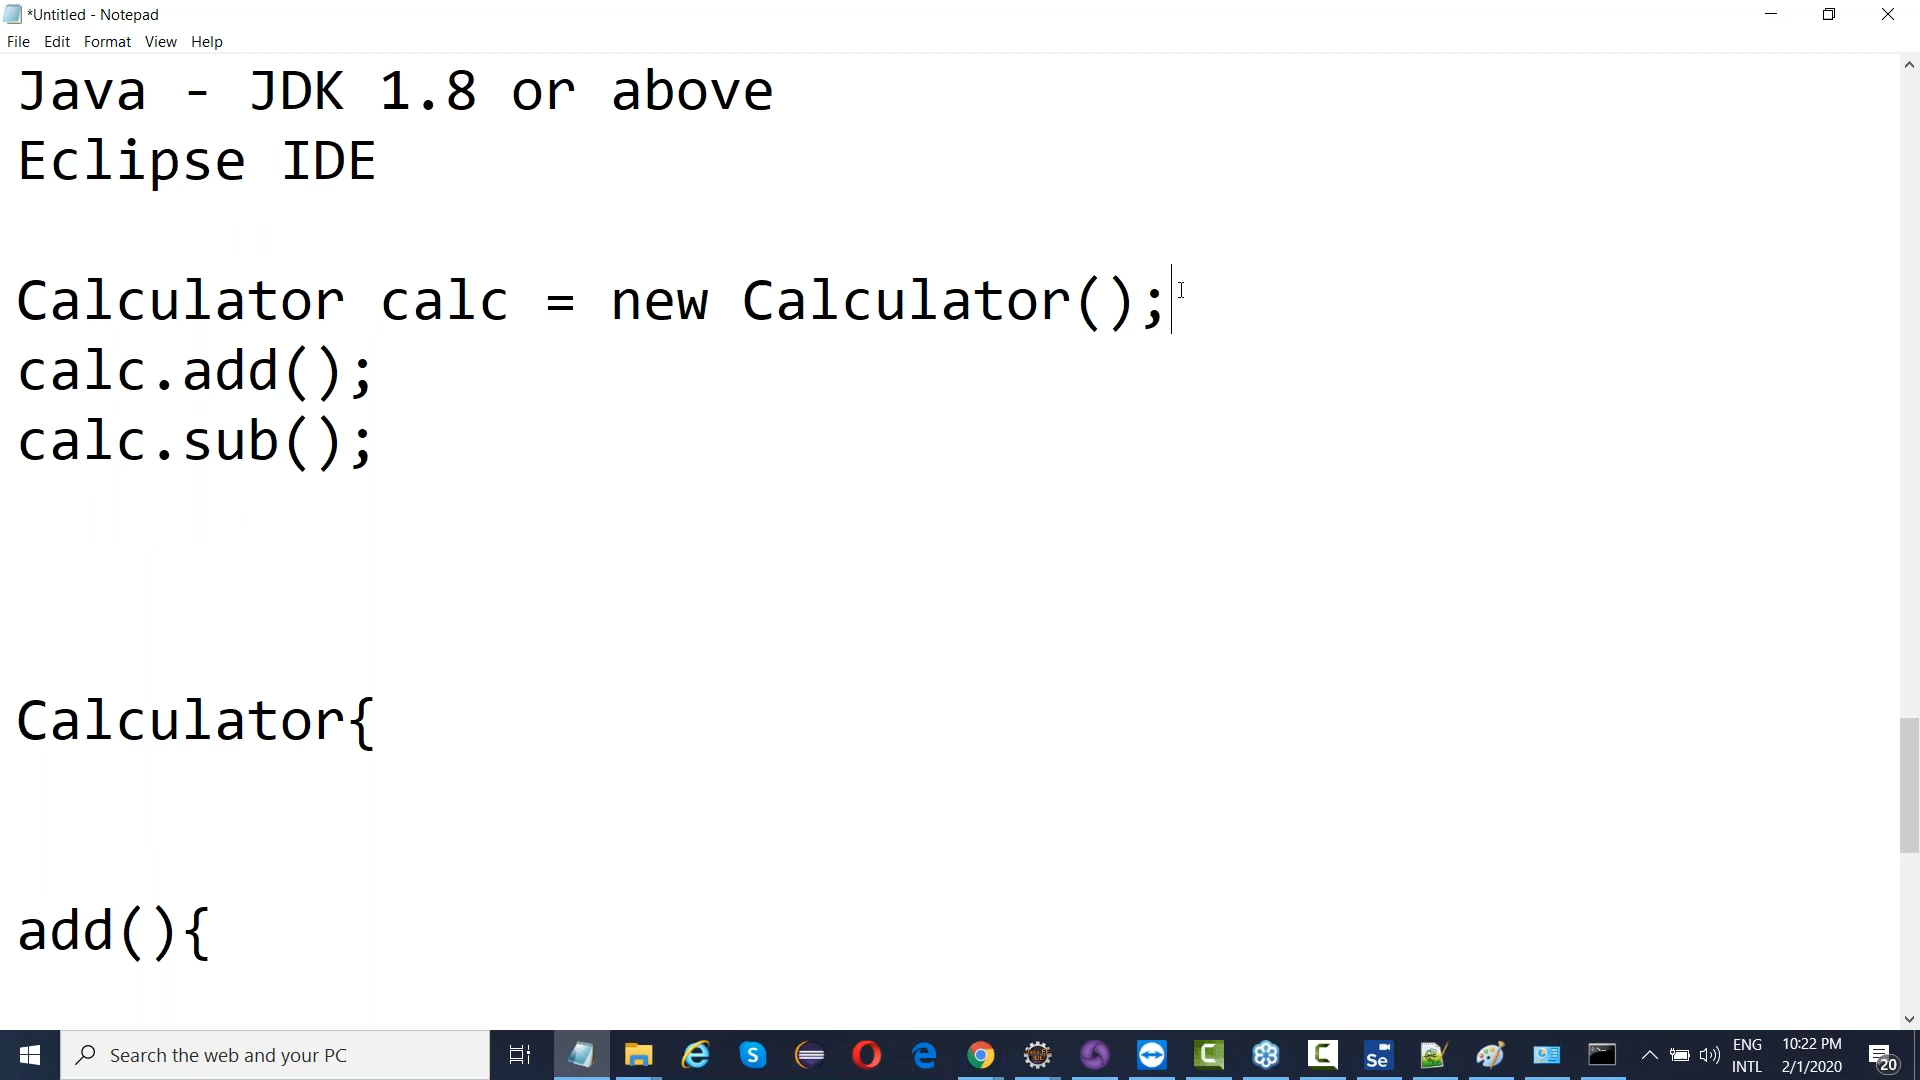 *Untitled - Notepad
File Edit Format View Help
Java - JDK 1.8 or above
Eclipse IDE
Calculator calc = new Calculator();
calc.add();
calc.sub();
Calculator{
add(){
Search the web and your PC
Se
ENG
INTL
10:22 PM
2/1/2020
20